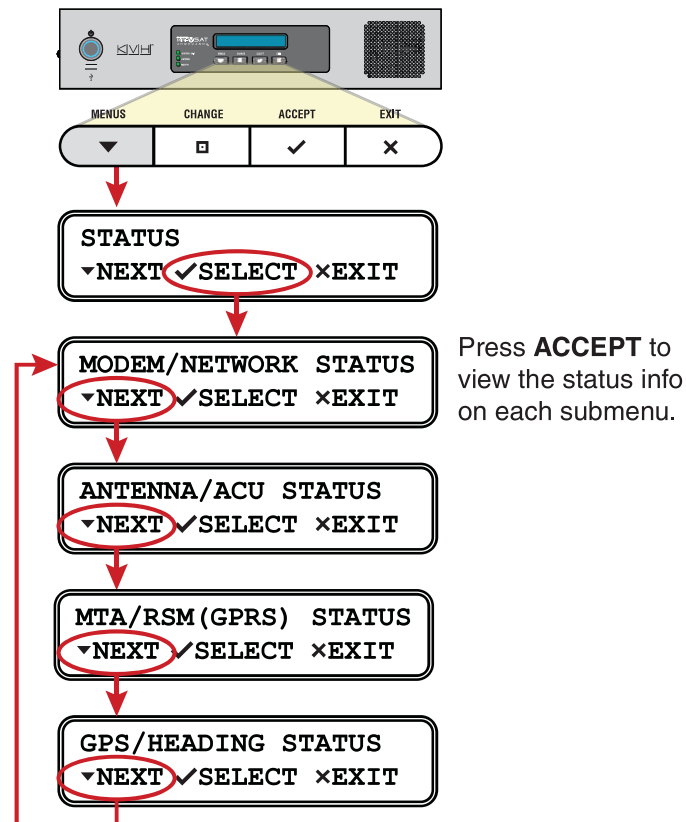 KVH
MENUS CHANGE ACCEPT EXIT
STATUS
▼NEXT ✓SELECT ×EXIT
MODEM/NETWORK STATUS
▼NEXT ✓SELECT ×EXIT
Press ACCEPT to
view the status info
on each submenu.
ANTENNA/ACU STATUS
▼NEXT ✓SELECT ×EXIT
MTA/RSM(GPRS) STATUS
▼NEXT ✓SELECT ×EXIT
GPS/HEADING STATUS
▼NEXT ✓SELECT ×EXIT